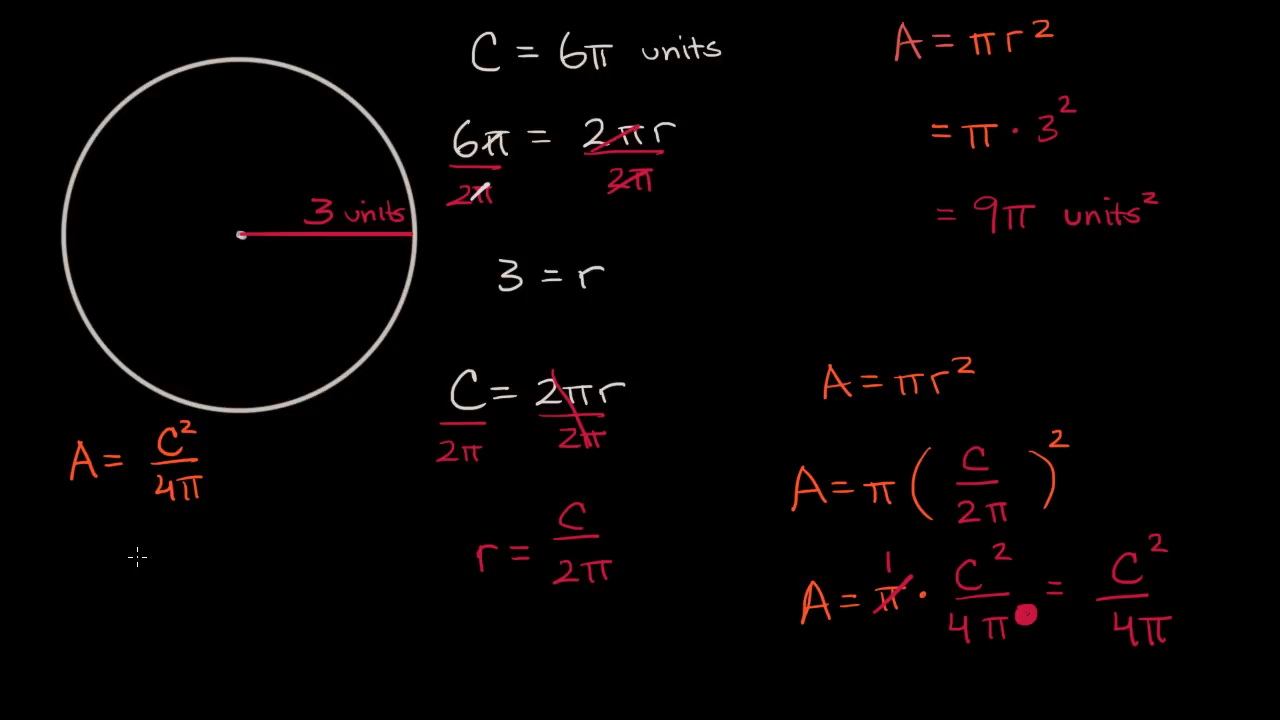 3 units
A = C²/4π
C = 6π units
6π/2π = 2πr/2π
3 = r
C/2π = 2πr/2π
r = C/2π
A = πr²
= π · 3²
= 9π units²
A = πr²
A = π(C/2π)²
1
A = π · C²/4π = C²/4π